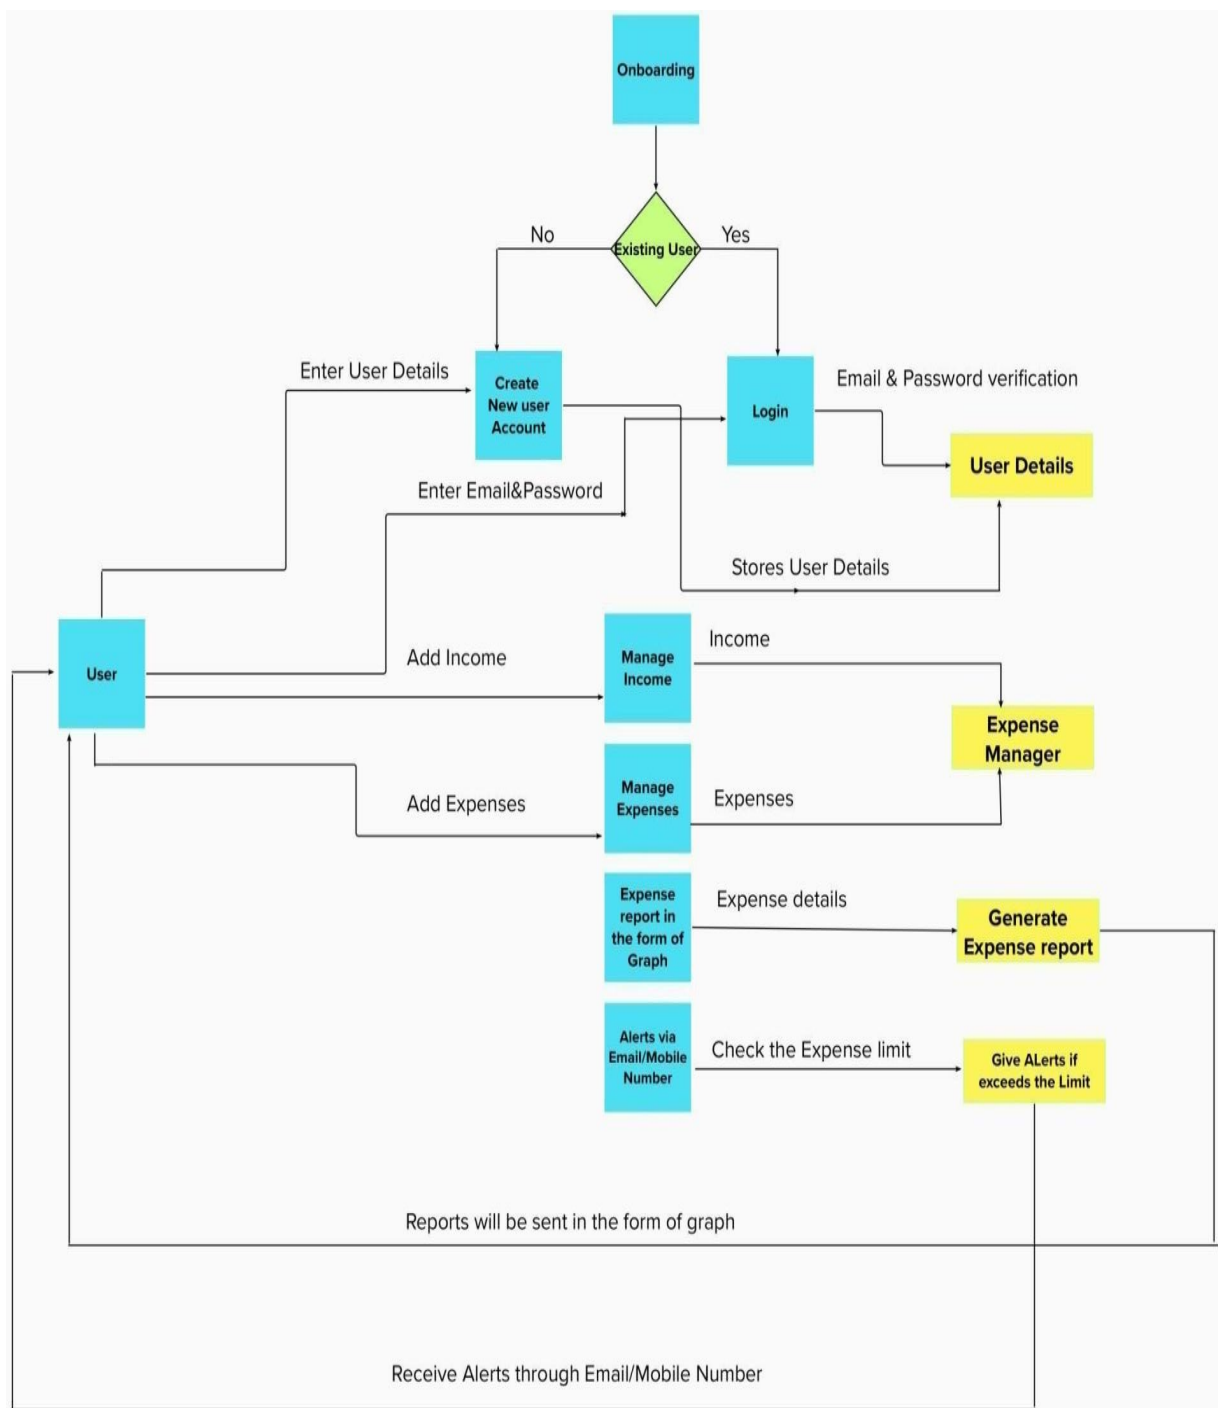 Onboarding
No
Existing User
Yes
Enter User Details
Create
New user
Account
Login
Email & Password verification
User Details
Enter Email&Password
Stores User Details
User
Add Income
Manage
Income
Income
Expense
Manager
Add Expenses
Manage
Expenses
Expenses
Expense
report in
the form of
Graph
Expense details
Generate
Expense report
Alerts via
Email/Mobile
Number
Check the Expense limit
Give ALerts if
exceeds the Limit
Reports will be sent in the form of graph
Receive Alerts through Email/Mobile Number